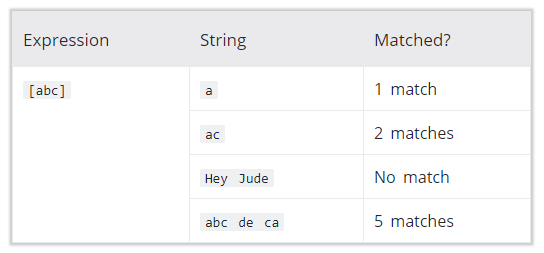 Expression String Matched?
[abc] a 1 match
ac 2 matches
Hey Jude No match
abc de ca 5 matches